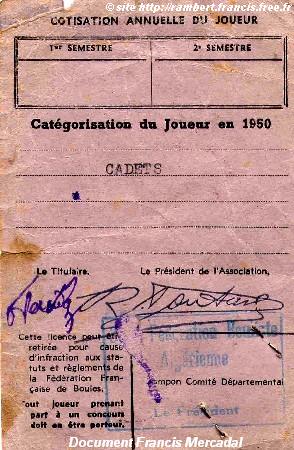 © site http://rambert.francis.free.fr
COTISATION ANNUELLE DU JOUEUR
1er SEMESTRE
2e SEMESTRE
Catégorisation du Joueur en 1950
CADETS
Le Titulaire,
Le Président de l'Association,
Cette licence peut être
retirée pour cause
d'infraction aux sta-
tuts et règlements de
la Fédération Fran-
çaise de Boules.
Tout joueur prenant
part à un concours
doit en être porteur.
Fédération
Algérienne
Tampon Comité Départemental
Le Président
Document Francis Mercadal